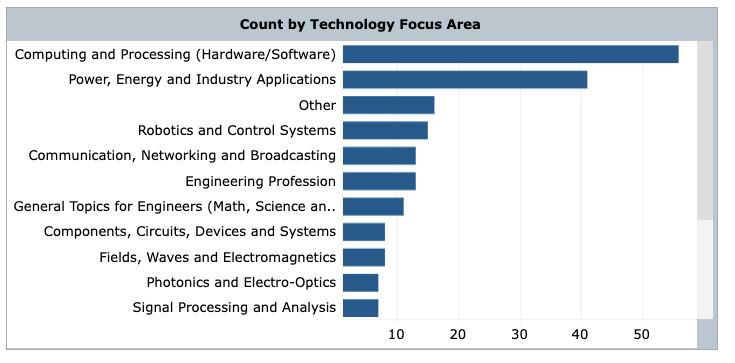 Count by Technology Focus Area
Computing and Processing (Hardware/Software)
Power, Energy and Industry Applications
Other
Robotics and Control Systems
Communication, Networking and Broadcasting
Engineering Profession
General Topics for Engineers (Math, Science an..
Components, Circuits, Devices and Systems
Fields, Waves and Electromagnetics
Photonics and Electro-Optics
Signal Processing and Analysis
10 20 30 40 50